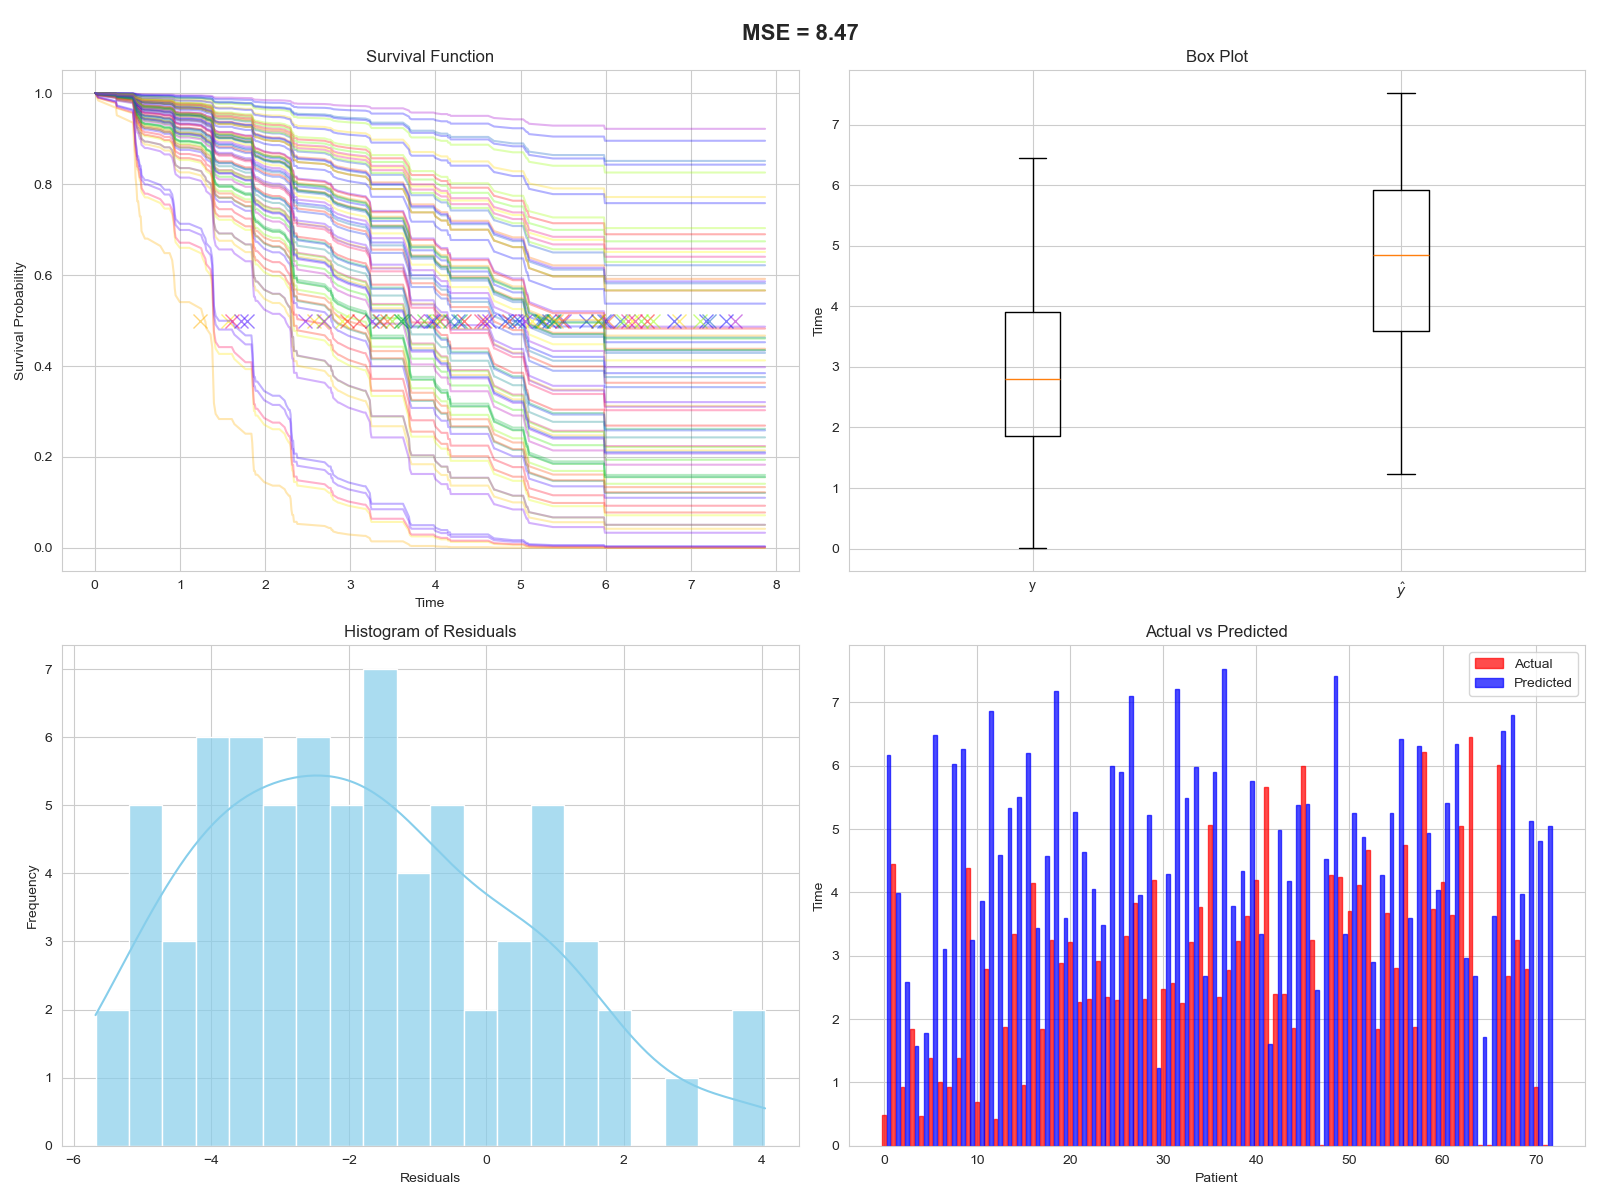 MSE = 8.47
Survival Function
Survival Probability
1.0
0.8
0.6
0.4
0.2
0.0
0 1 2 3 4 5 6 7 8
Time
Box Plot
Time
7
6
5
4
3
2
1
0
y ŷ
Histogram of Residuals
Frequency
7
6
5
4
3
2
1
0
−6 −4 −2 0 2 4
Residuals
Actual vs Predicted
Actual
Predicted
Time
7
6
5
4
3
2
1
0
0 10 20 30 40 50 60 70
Patient